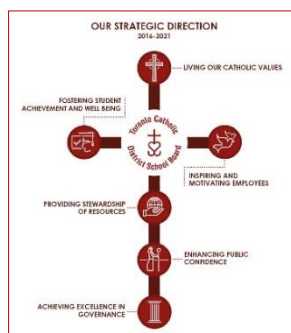 OUR STRATEGIC DIRECTION
2016-2021
LIVING OUR CATHOLIC VALUES
FOSTERING STUDENT
ACHIEVEMENT AND WELL BEING
Toronto Catholic
District School Board
INSPIRING AND
MOTIVATING EMPLOYEES
PROVIDING STEWARDSHIP
OF RESOURCES
ENHANCING PUBLIC
CONFIDENCE
ACHIEVING EXCELLENCE IN
GOVERNANCE